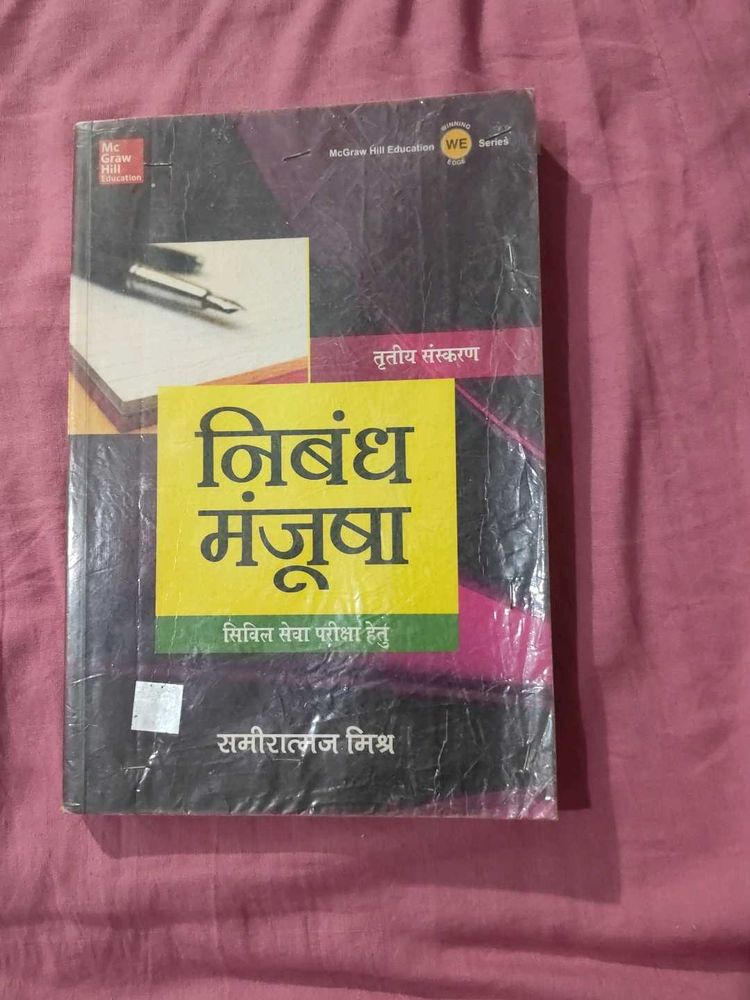 Mc
Graw
Hill
Education
McGraw Hill Education
WINNING
WE
EDGE
Series
तृतीय संस्करण
निबंध
मंजूषा
सिविल सेवा परीक्षा हेतु
समीरात्मज मिश्र